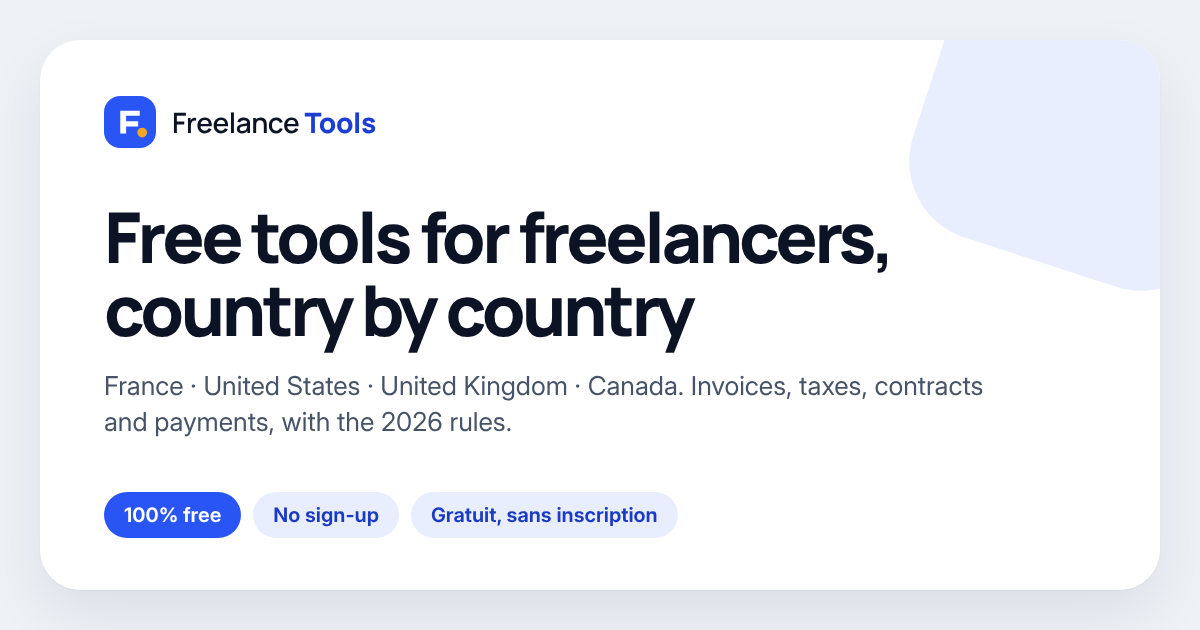 F.
Freelance Tools
Free tools for freelancers,
country by country
France · United States · United Kingdom · Canada. Invoices, taxes, contracts
and payments, with the 2026 rules.
100% free
No sign-up
Gratuit, sans inscription